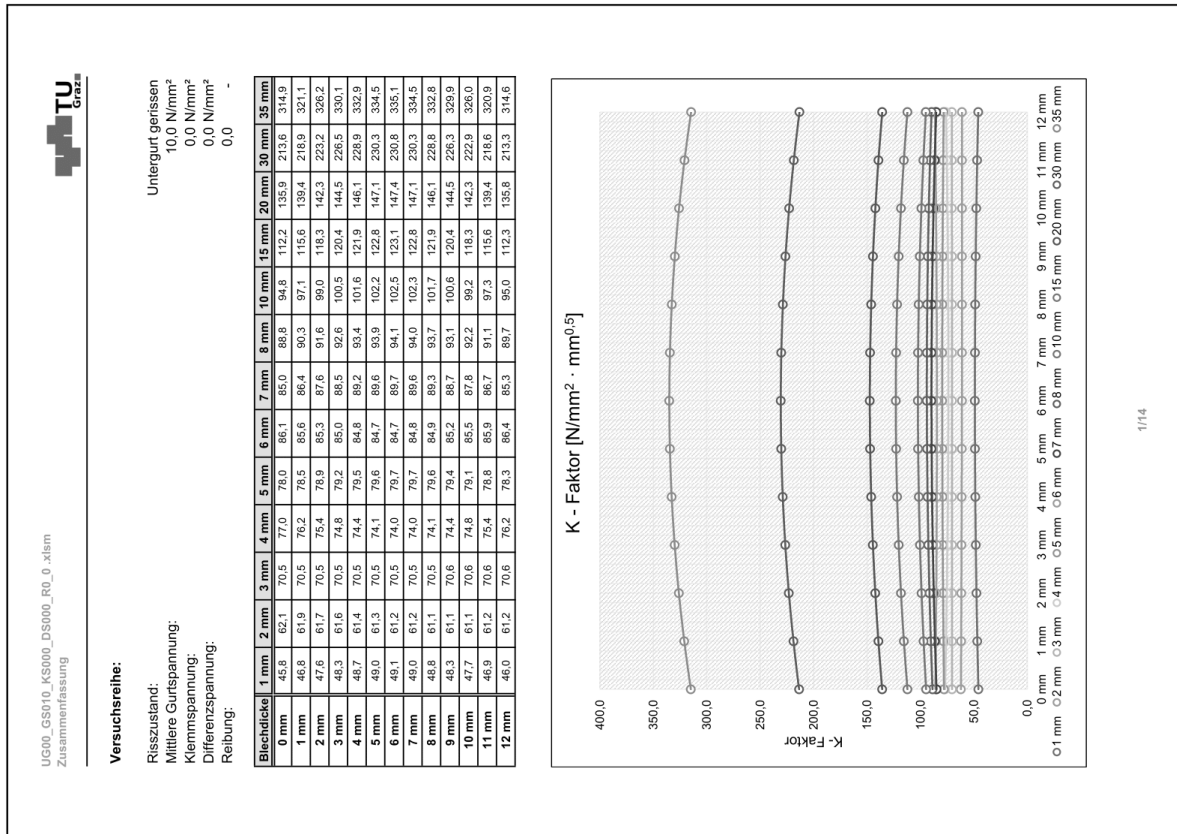 UG00_GS010_KS000_DS000_R0_0 .xlsm
Zusammenfassung
TU
Graz
Versuchsreihe:
Risszustand: Untergurt gerissen
Mittlere Gurtspannung: 10,0 N/mm²
Klemmspannung: 0,0 N/mm²
Differenzspannung: 0,0 N/mm²
Reibung: 0,0 -
Blechdicke 1 mm 2 mm 3 mm 4 mm 5 mm 6 mm 7 mm 8 mm 10 mm 15 mm 20 mm 30 mm 35 mm
0 mm 45,8 62,1 70,5 77,0 78,0 86,1 85,0 88,8 94,8 112,2 135,9 213,6 314,9
1 mm 46,8 61,9 70,5 76,2 78,5 85,6 86,4 90,3 97,1 115,6 139,4 218,9 321,1
2 mm 47,6 61,7 70,5 75,4 78,9 85,3 87,6 91,6 99,0 118,3 142,3 223,2 326,2
3 mm 48,3 61,6 70,5 74,8 79,2 85,0 88,5 92,6 100,5 120,4 144,5 226,5 330,1
4 mm 48,7 61,4 70,5 74,4 79,5 84,8 89,2 93,4 101,6 121,9 146,1 228,9 332,9
5 mm 49,0 61,3 70,5 74,1 79,6 84,7 89,6 93,9 102,2 122,8 147,1 230,3 334,5
6 mm 49,1 61,2 70,5 74,0 79,7 84,7 89,7 94,1 102,5 123,1 147,4 230,8 335,1
7 mm 49,0 61,2 70,5 74,0 79,7 84,8 89,6 94,0 102,3 122,8 147,1 230,3 334,5
8 mm 48,8 61,1 70,5 74,1 79,6 84,9 89,3 93,7 101,7 121,9 146,1 228,8 332,8
9 mm 48,3 61,1 70,6 74,4 79,4 85,2 88,7 93,1 100,6 120,4 144,5 226,3 329,9
10 mm 47,7 61,1 70,6 74,8 79,1 85,5 87,8 92,2 99,2 118,3 142,3 222,9 326,0
11 mm 46,9 61,2 70,6 75,4 78,8 85,9 86,7 91,1 97,3 115,6 139,4 218,6 320,9
12 mm 46,0 61,2 70,6 76,2 78,3 86,4 85,3 89,7 95,0 112,3 135,8 213,3 314,6
K - Faktor [N/mm² · mm⁰·⁵]
K - Faktor
400,0
350,0
300,0
250,0
200,0
150,0
100,0
50,0
0,0
0 1 mm 2 mm 3 mm 4 mm 5 mm 6 mm 7 mm 8 mm 9 mm 10 mm 11 mm 12 mm
1 mm 2 mm 3 mm 4 mm 5 mm 6 mm 7 mm 8 mm 10 mm 15 mm 20 mm 30 mm 35 mm
1/14